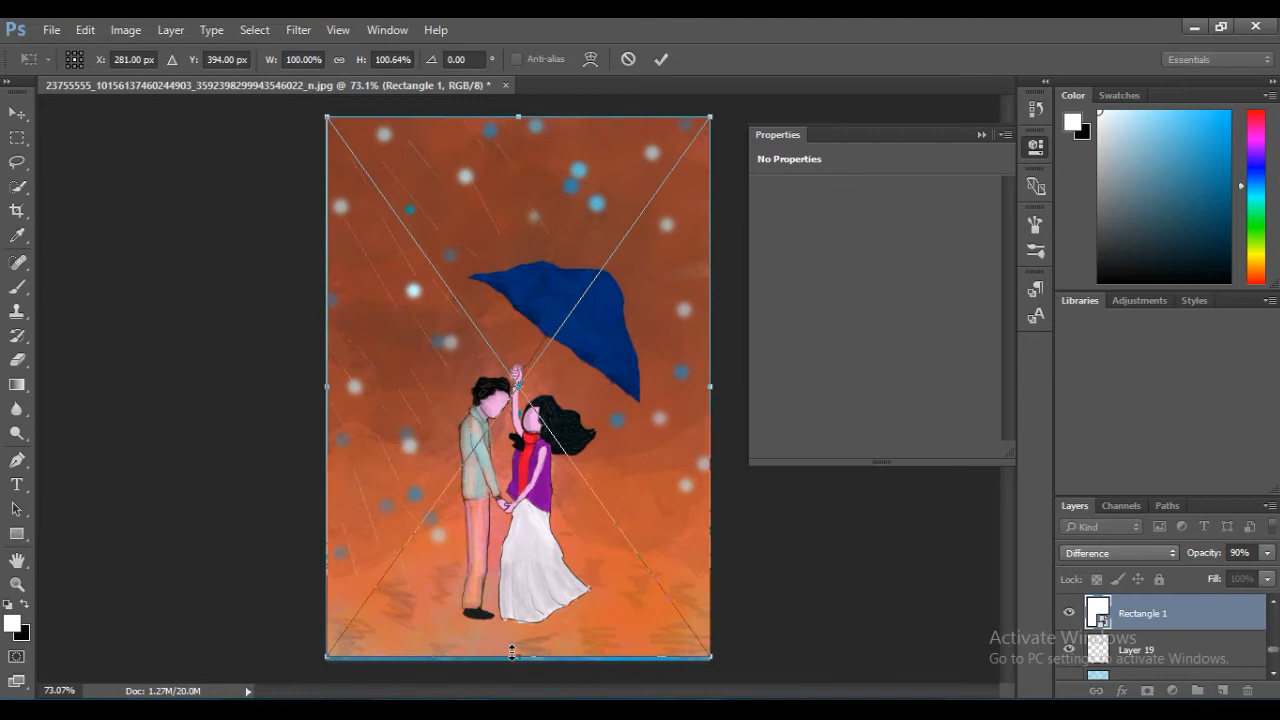 Ps File Edit Image Layer Type Select Filter 3D View Window Help
X: 281.00 px Y: 394.00 px W: 100.00% H: 100.64% 0.00 ° Anti-alias Essentials
23755555_10156137460244903_3592398299943546022_n.jpg @ 73.1% (Rectangle 1, RGB/8) * ×
Color Swatches
Properties
No Properties
Libraries Adjustments Styles
Layers Channels Paths
Kind
Difference Opacity: 90%
Lock: Fill: 100%
Rectangle 1
Layer 19
Activate Windows
Go to PC settings to activate Windows.
73.07% Doc: 1.27M/20.0M